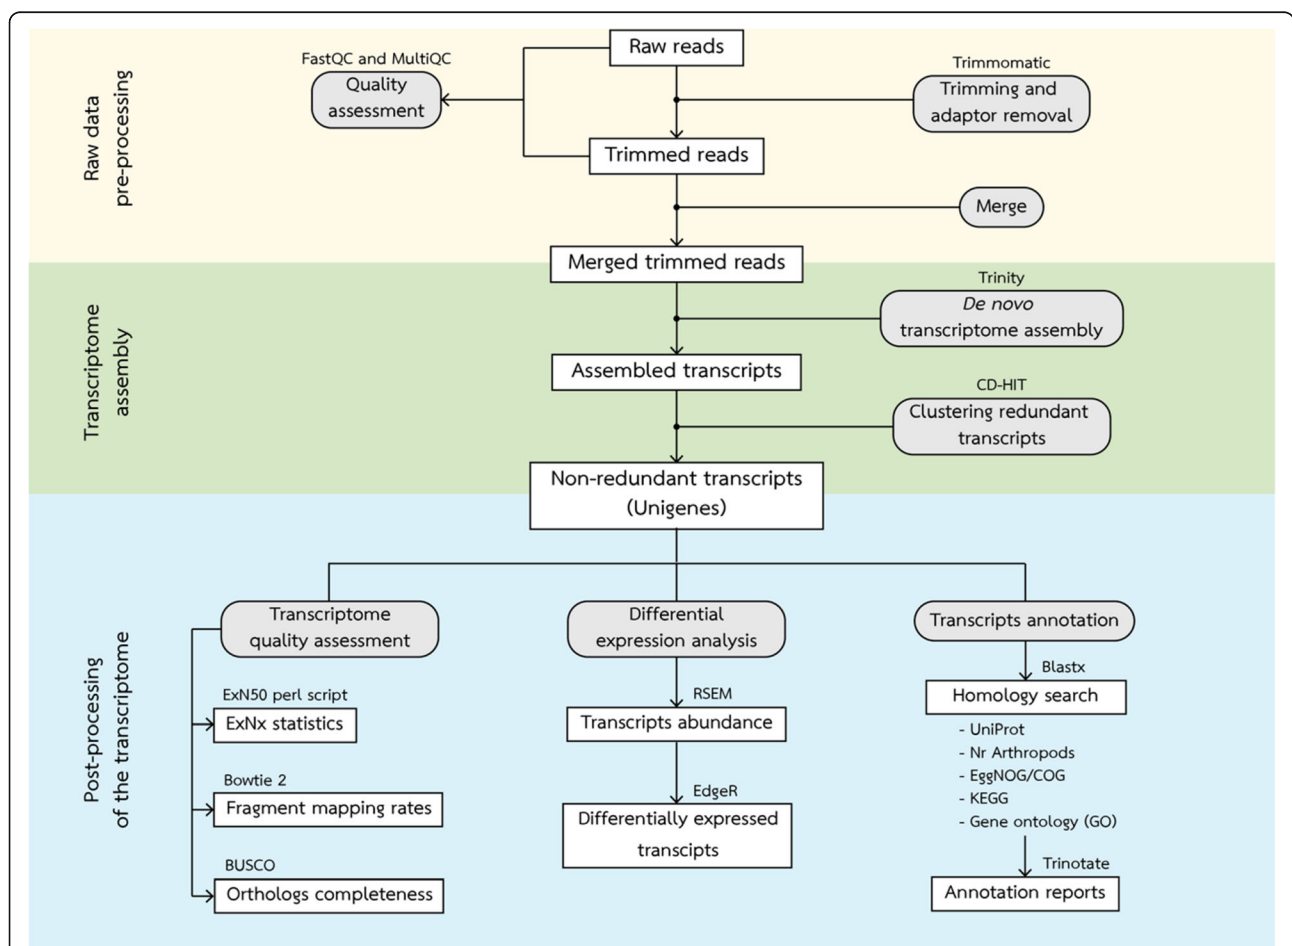 Raw data
pre-processing
FastQC and MultiQC
Quality
assessment
Raw reads
Trimmomatic
Trimming and
adaptor removal
Trimmed reads
Merge
Merged trimmed reads
Transcriptome
assembly
Trinity
De novo
transcriptome assembly
Assembled transcripts
CD-HIT
Clustering redundant
transcripts
Non-redundant transcripts
(Unigenes)
Post-processing
of the transcriptome
Transcriptome
quality assessment
ExN50 perl script
ExNx statistics
Bowtie 2
Fragment mapping rates
BUSCO
Orthologs completeness
Differential
expression analysis
RSEM
Transcripts abundance
EdgeR
Differentially expressed
transcipts
Transcripts annotation
Blastx
Homology search
- UniProt
- Nr Arthropods
- EggNOG/COG
- KEGG
- Gene ontology (GO)
Trinotate
Annotation reports